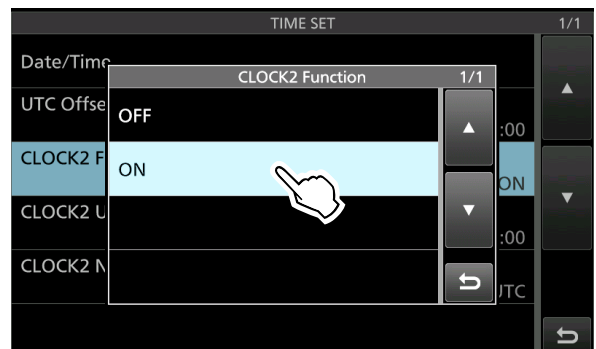 TIME SET 1/1
Date/Time
CLOCK2 Function 1/1
UTC Offse
OFF
:00
CLOCK2 F
ON
ON
CLOCK2 U
:00
CLOCK2 N
UTC